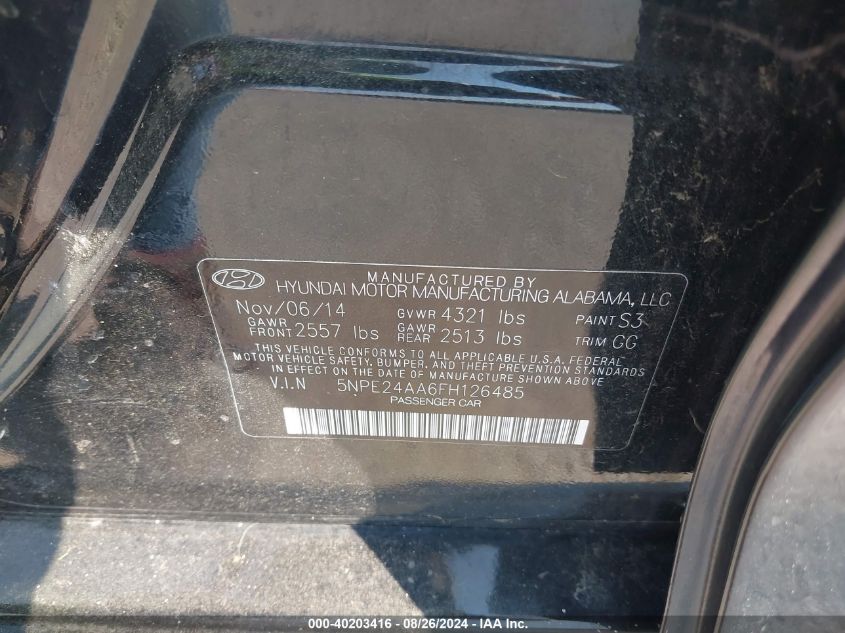 MANUFACTURED BY
HYUNDAI MOTOR MANUFACTURING ALABAMA, LLC
Nov/06/14 GVWR 4321 lbs PAINT S3
GAWR FRONT 2557 lbs GAWR REAR 2513 lbs TRIM GG
THIS VEHICLE CONFORMS TO ALL APPLICABLE U.S.A. FEDERAL
MOTOR VEHICLE SAFETY, BUMPER, AND THEFT PREVENTION STANDARDS
IN EFFECT ON THE DATE OF MANUFACTURE SHOWN ABOVE
V.I.N 5NPE24AA6FH126485
PASSENGER CAR
000-40203416 - 08/26/2024 - IAAI.com